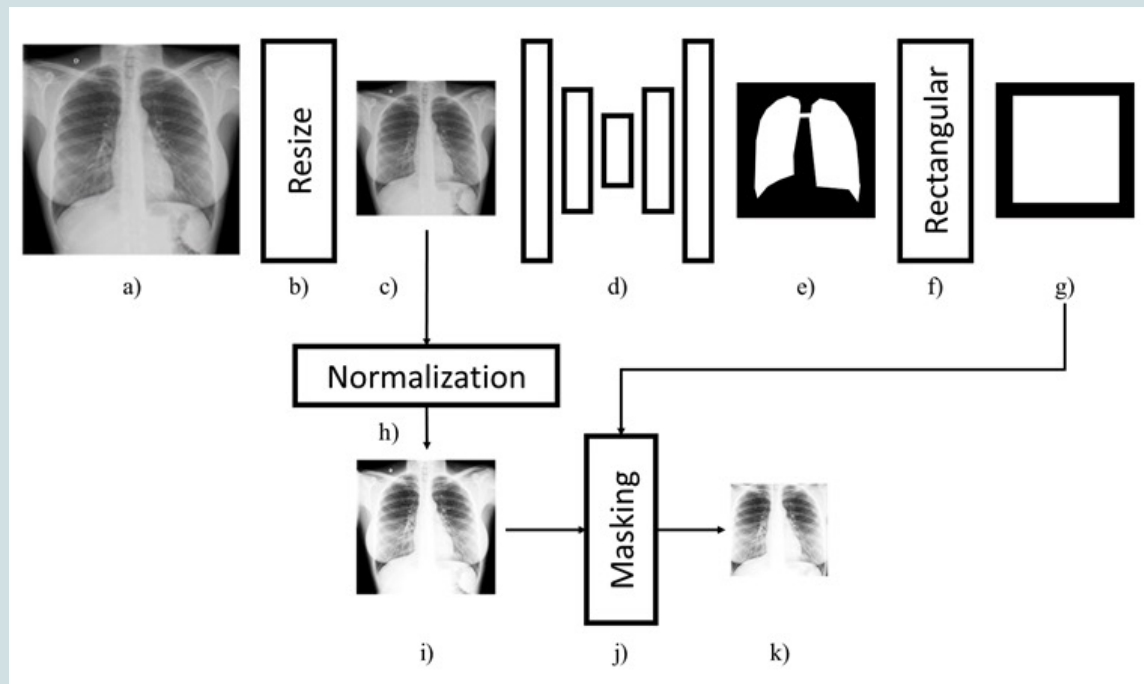 Resize
Rectangular
a)
b)
c)
d)
e)
f)
g)
Normalization
h)
Masking
i)
j)
k)